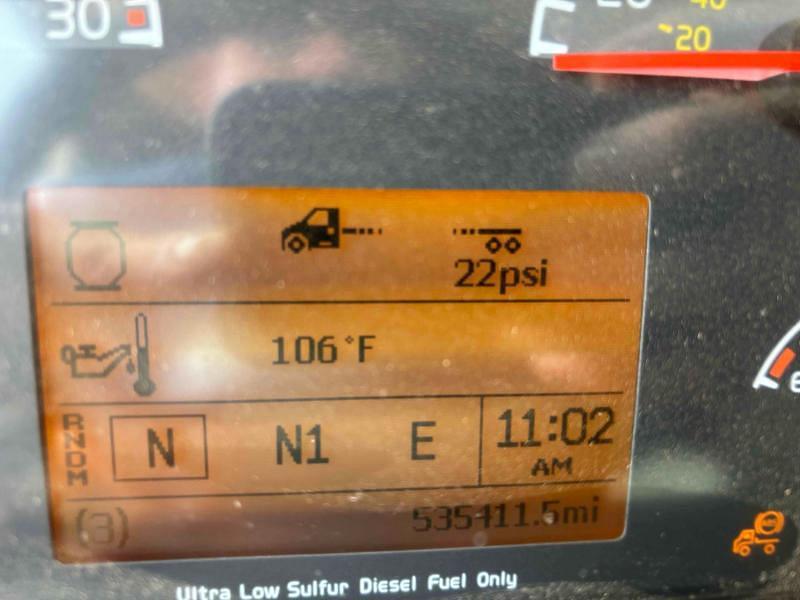 30
40
20
22psi
106°F
RNDM N N1 E 11:02
AM
(3) 535411.5mi
Ultra Low Sulfur Diesel Fuel Only